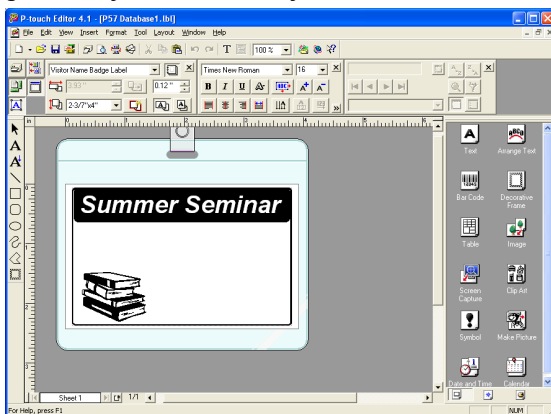 P-touch Editor 4.1 - [P57 Database1.lbl]
File Edit View Insert Format Tool Layout Window Help
100 %
Visitor Name Badge Label
Times New Roman
16
3.93"
0.12"
B I U
2-3/7"x4"
in
Summer Seminar
Text
Arrange Text
Bar Code
Decorative Frame
Table
Image
Screen Capture
Clip Art
Symbol
Make Picture
Date and Time
Calendar
Sheet 1
1/1
For Help, press F1
NUM